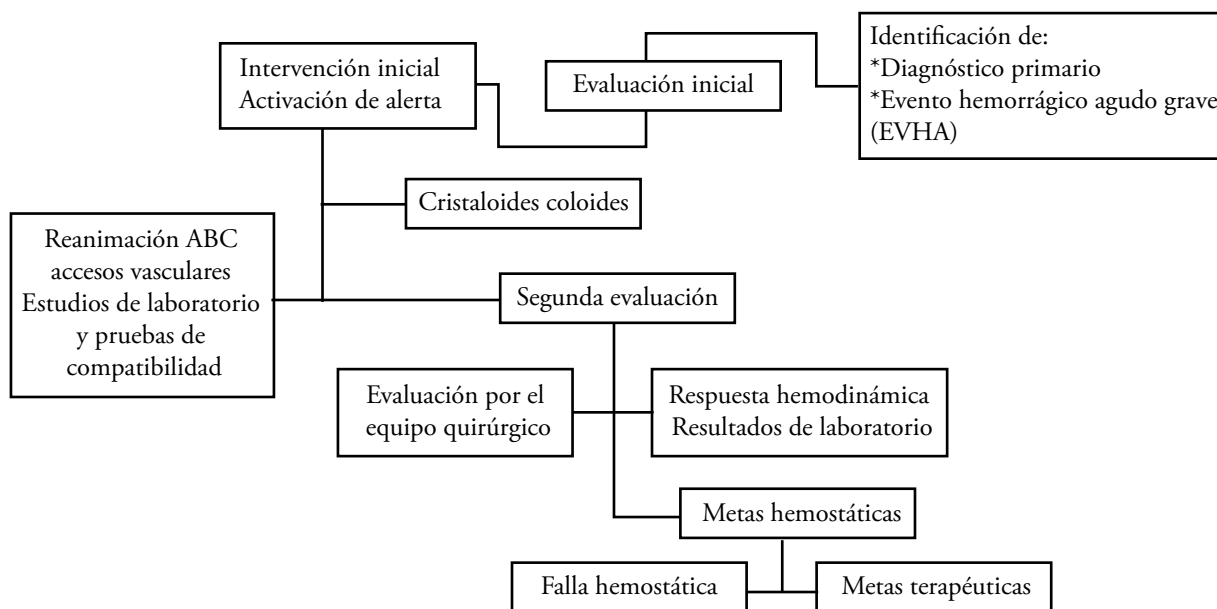 Intervención inicial
Activación de alerta
Evaluación inicial
Identificación de:
*Diagnóstico primario
*Evento hemorrágico agudo grave
(EVHA)
Cristaloides coloides
Reanimación ABC
accesos vasculares
Estudios de laboratorio
y pruebas de
compatibilidad
Segunda evaluación
Evaluación por el
equipo quirúrgico
Respuesta hemodinámica
Resultados de laboratorio
Metas hemostáticas
Falla hemostática
Metas terapéuticas